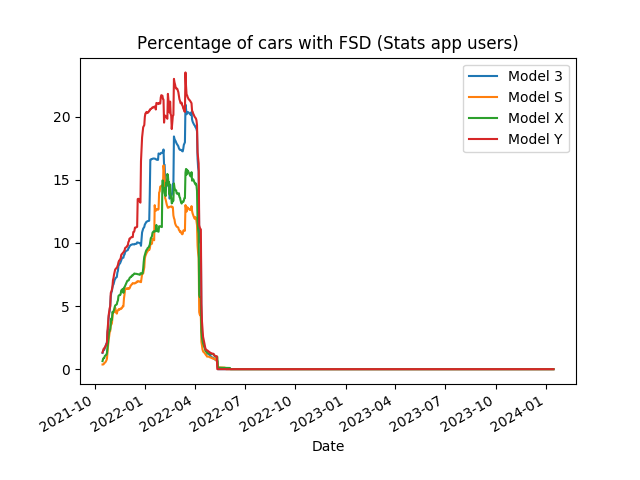 Percentage of cars with FSD (Stats app users)
Model 3
Model S
Model X
Model Y
20
15
10
5
0
2021-10
2022-01
2022-04
2022-07
2022-10
2023-01
2023-04
2023-07
2023-10
2024-01
Date